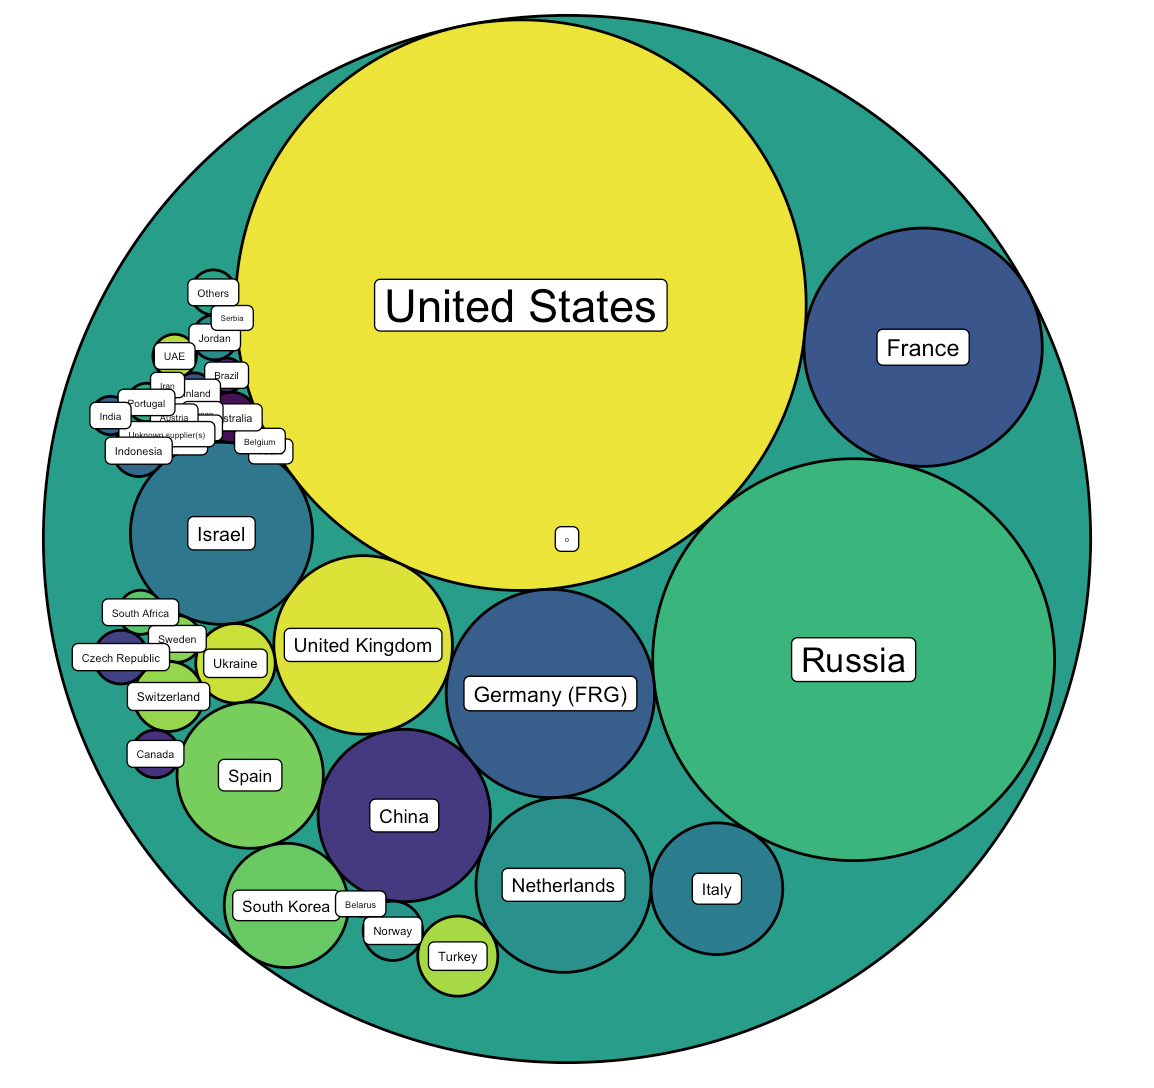 United States
France
Others
Serbia
Jordan
UAE
Brazil
Iran
nland
Portugal
India
Austria
stralia
Unknown supplier(s)
Belgium
Indonesia
Israel
o
South Africa
Sweden
United Kingdom
Czech Republic
Ukraine
Russia
Switzerland
Germany (FRG)
Canada
Spain
China
Netherlands
Italy
South Korea
Belarus
Norway
Turkey